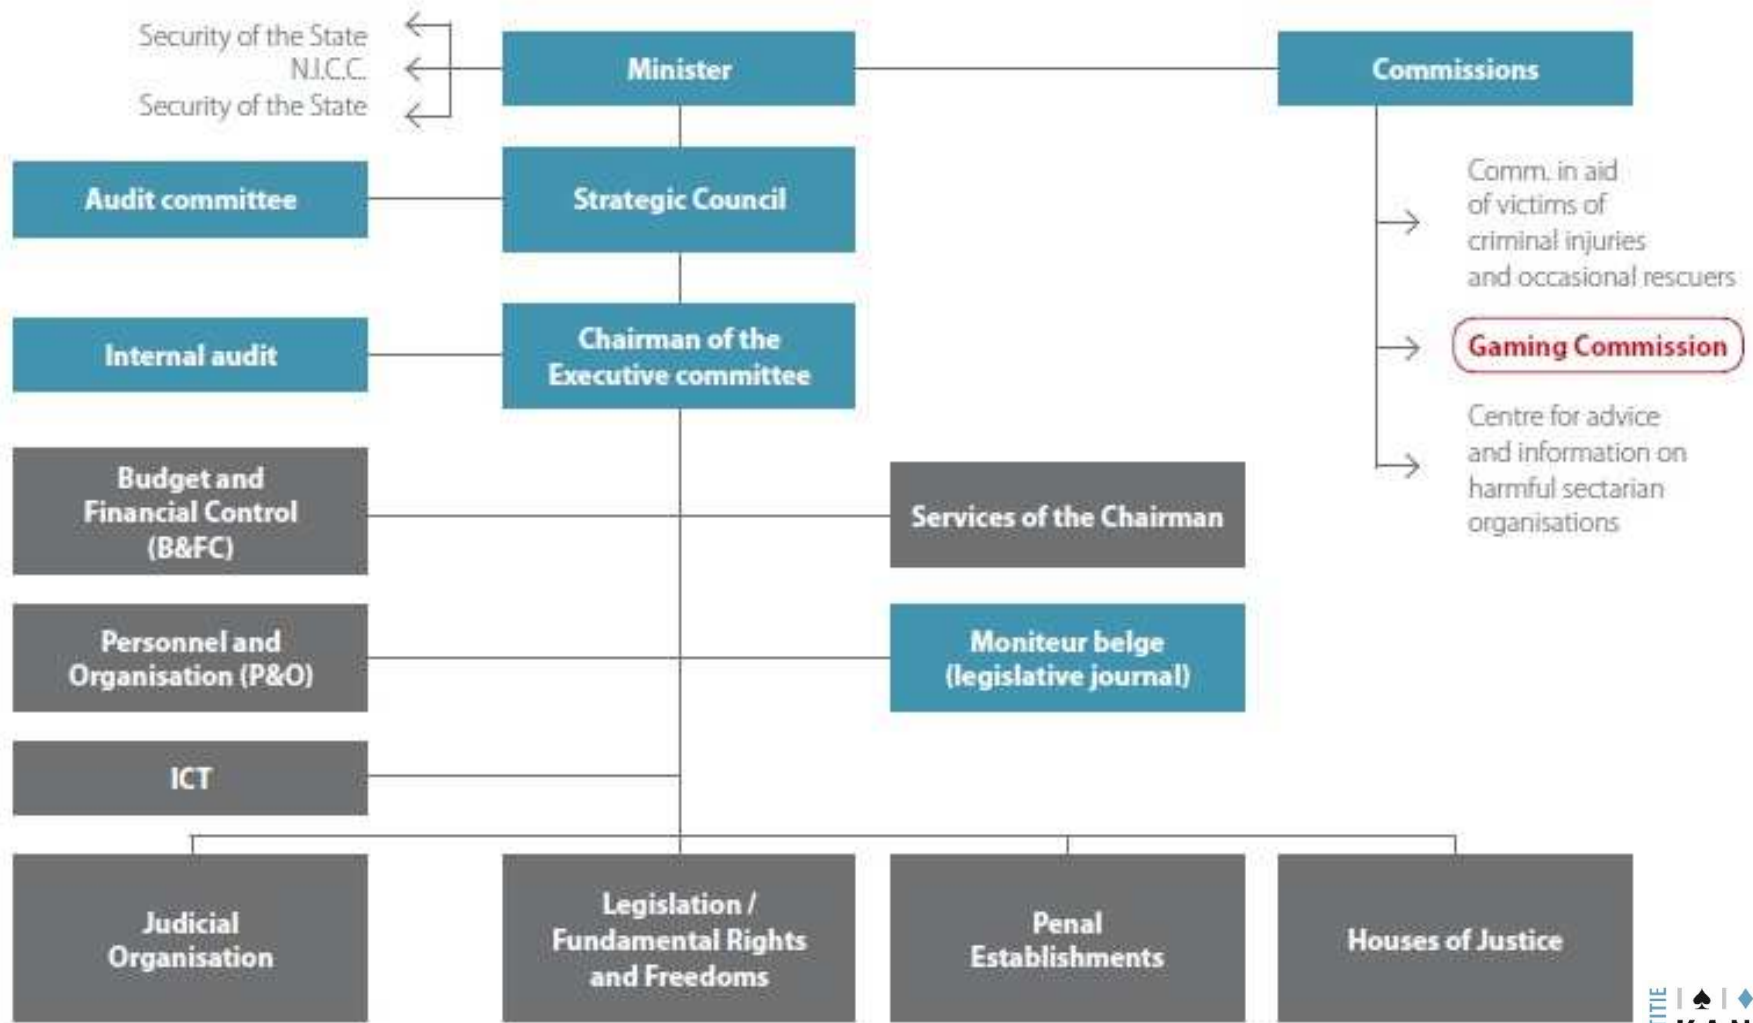 Security of the State
N.I.C.C.
Security of the State
Minister
Commissions
Audit committee
Strategic Council
Comm. in aid
of victims of
criminal injuries
and occasional rescuers
Internal audit
Chairman of the
Executive committee
Gaming Commission
Centre for advice
and information on
harmful sectarian
organisations
Budget and
Financial Control
(B&FC)
Services of the Chairman
Personnel and
Organisation (P&O)
Moniteur belge
(legislative journal)
ICT
Judicial
Organisation
Legislation /
Fundamental Rights
and Freedoms
Penal
Establishments
Houses of Justice